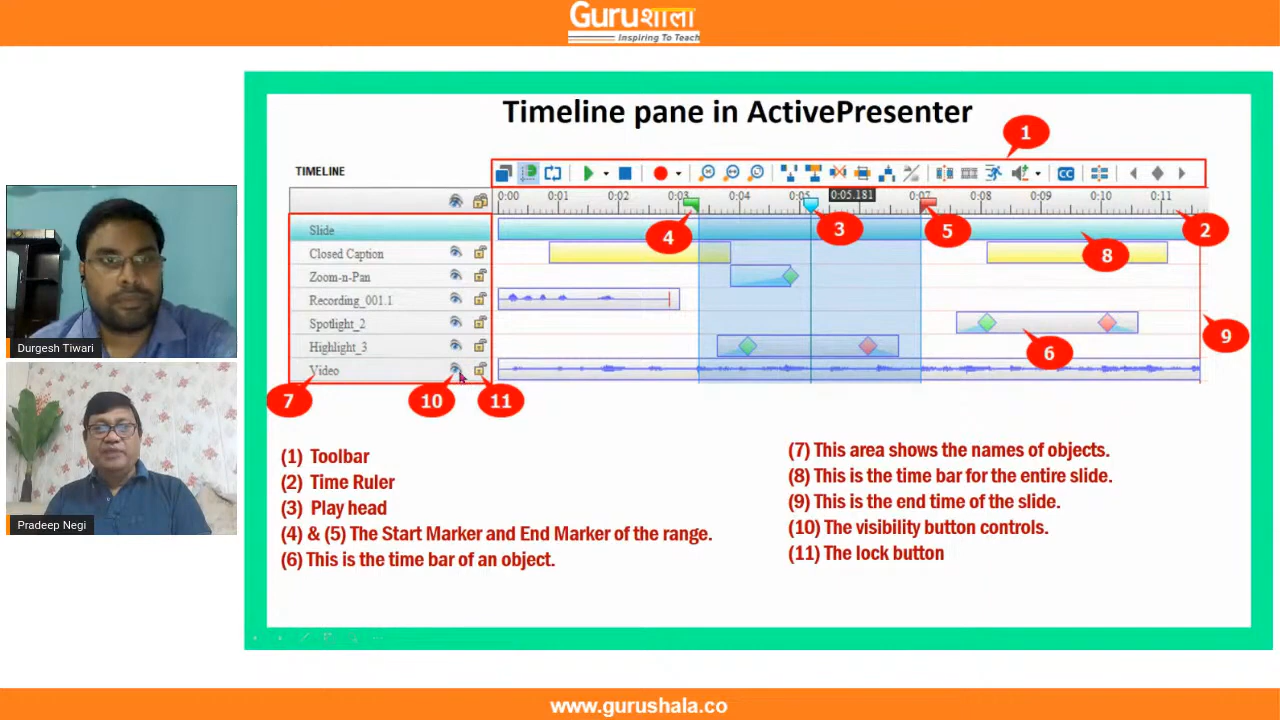 Guruशाला
Inspiring To Teach
Timeline pane in ActivePresenter
1
TIMELINE
CC
0:00 0:01 0:02 0:03 0:04 0:05 0:05.181 0:07 0:08 0:09 0:10 0:11
Slide
4 3 5 2
Closed Caption
8
Zoom-n-Pan
Recording_001.1
Spotlight_2
9
Highlight_3
6
Video
7 10 11
Durgesh Tiwari
Pradeep Negi
(1) Toolbar
(2) Time Ruler
(3) Play head
(4) & (5) The Start Marker and End Marker of the range.
(6) This is the time bar of an object.
(7) This area shows the names of objects.
(8) This is the time bar for the entire slide.
(9) This is the end time of the slide.
(10) The visibility button controls.
(11) The lock button
www.gurushala.co